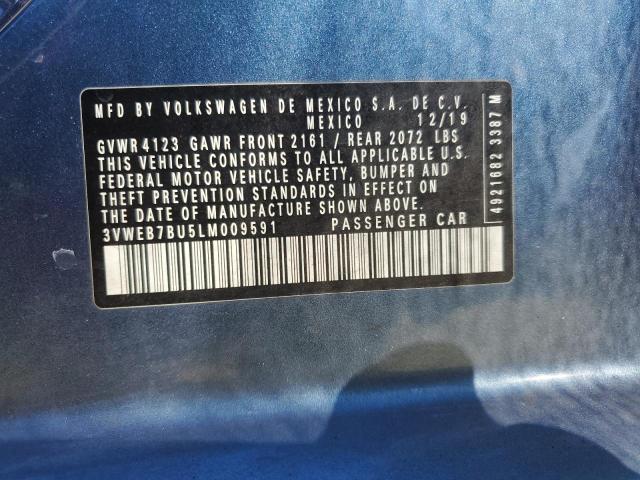 MFD BY VOLKSWAGEN DE MEXICO S.A. DE C.V.
MEXICO 12/19
GVWR 4123 GAWR FRONT 2161 / REAR 2072 LBS
THIS VEHICLE CONFORMS TO ALL APPLICABLE U.S.
FEDERAL MOTOR VEHICLE SAFETY, BUMPER AND
THEFT PREVENTION STANDARDS IN EFFECT ON
THE DATE OF MANUFACTURE SHOWN ABOVE.
3VWEB7BU5LM009591 PASSENGER CAR
4921682 3387 M